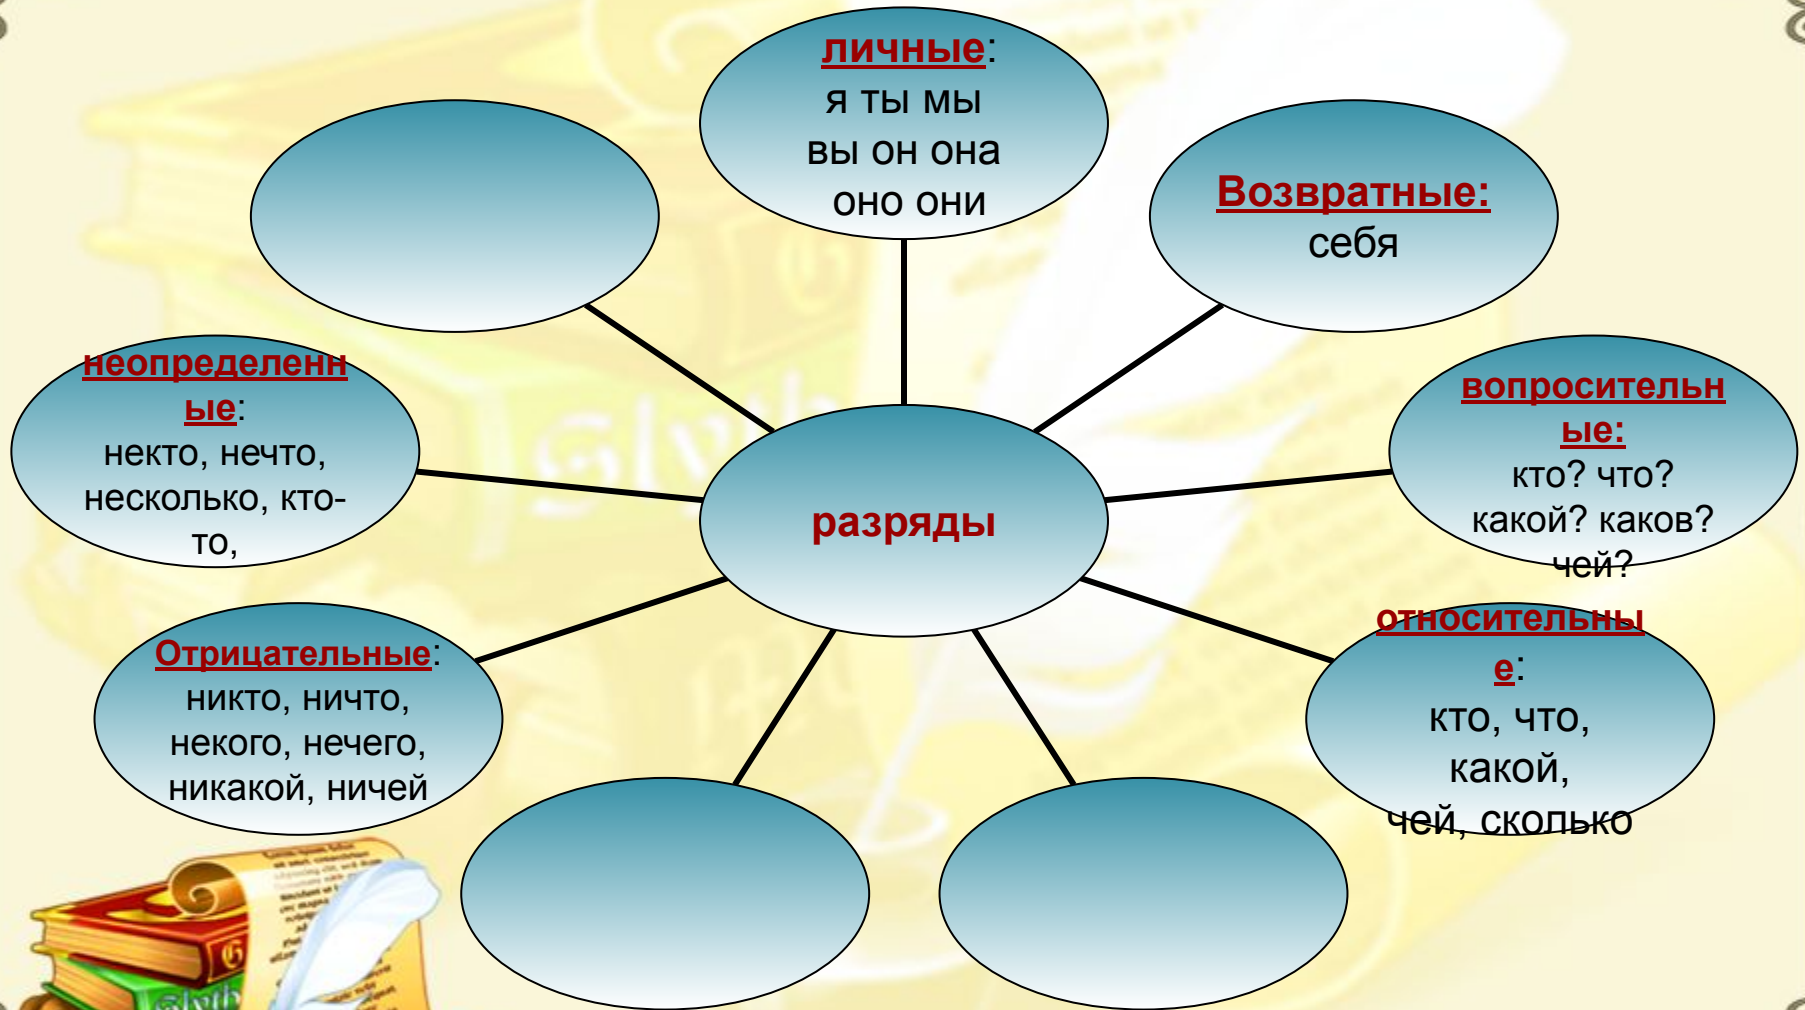 личные:
я ты мы
вы он она
оно они
Возвратные:
себя
вопросительн
ые:
кто? что?
какой? каков?
чей?
относительны
е:
кто, что,
какой,
чей, сколько
Отрицательные:
никто, ничто,
некого, нечего,
никакой, ничей
неопределенн
ые:
некто, нечто,
несколько, кто-
то,
разряды